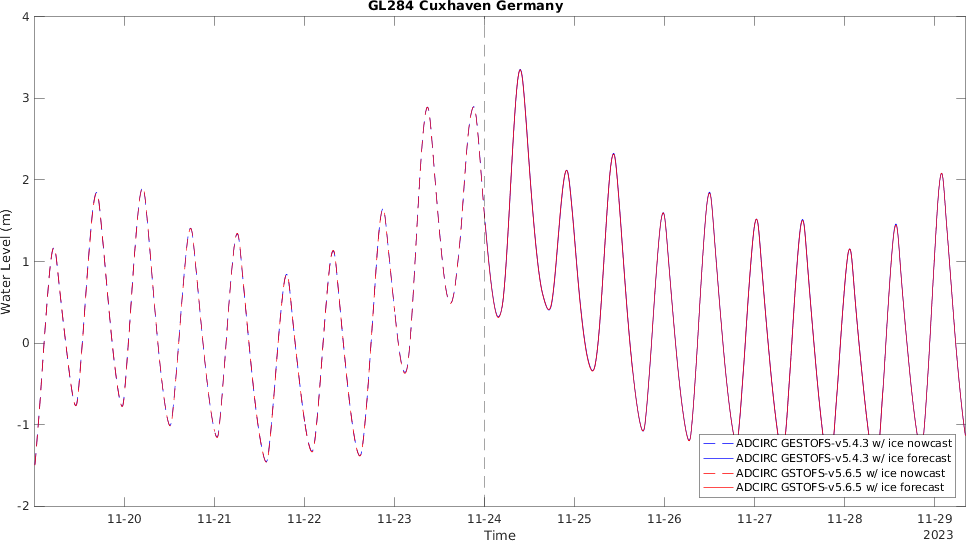 GL284 Cuxhaven Germany
4
3
2
1
0
-1
-2
Water Level (m)
ADCIRC GESTOFS-v5.4.3 w/ ice nowcast
ADCIRC GESTOFS-v5.4.3 w/ ice forecast
ADCIRC GSTOFS-v5.6.5 w/ ice nowcast
ADCIRC GSTOFS-v5.6.5 w/ ice forecast
11-20 11-21 11-22 11-23 11-24 11-25 11-26 11-27 11-28 11-29
Time 2023